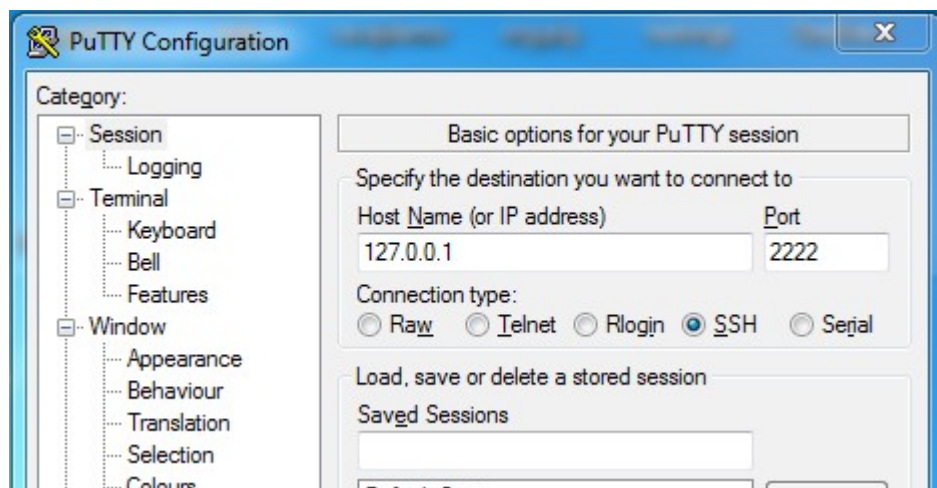 PuTTY Configuration
Category:
Session
Logging
Terminal
Keyboard
Bell
Features
Window
Appearance
Behaviour
Translation
Selection
Colours
Basic options for your PuTTY session
Specify the destination you want to connect to
Host Name (or IP address) Port
127.0.0.1 2222
Connection type:
Raw Telnet Rlogin SSH Serial
Load, save or delete a stored session
Saved Sessions